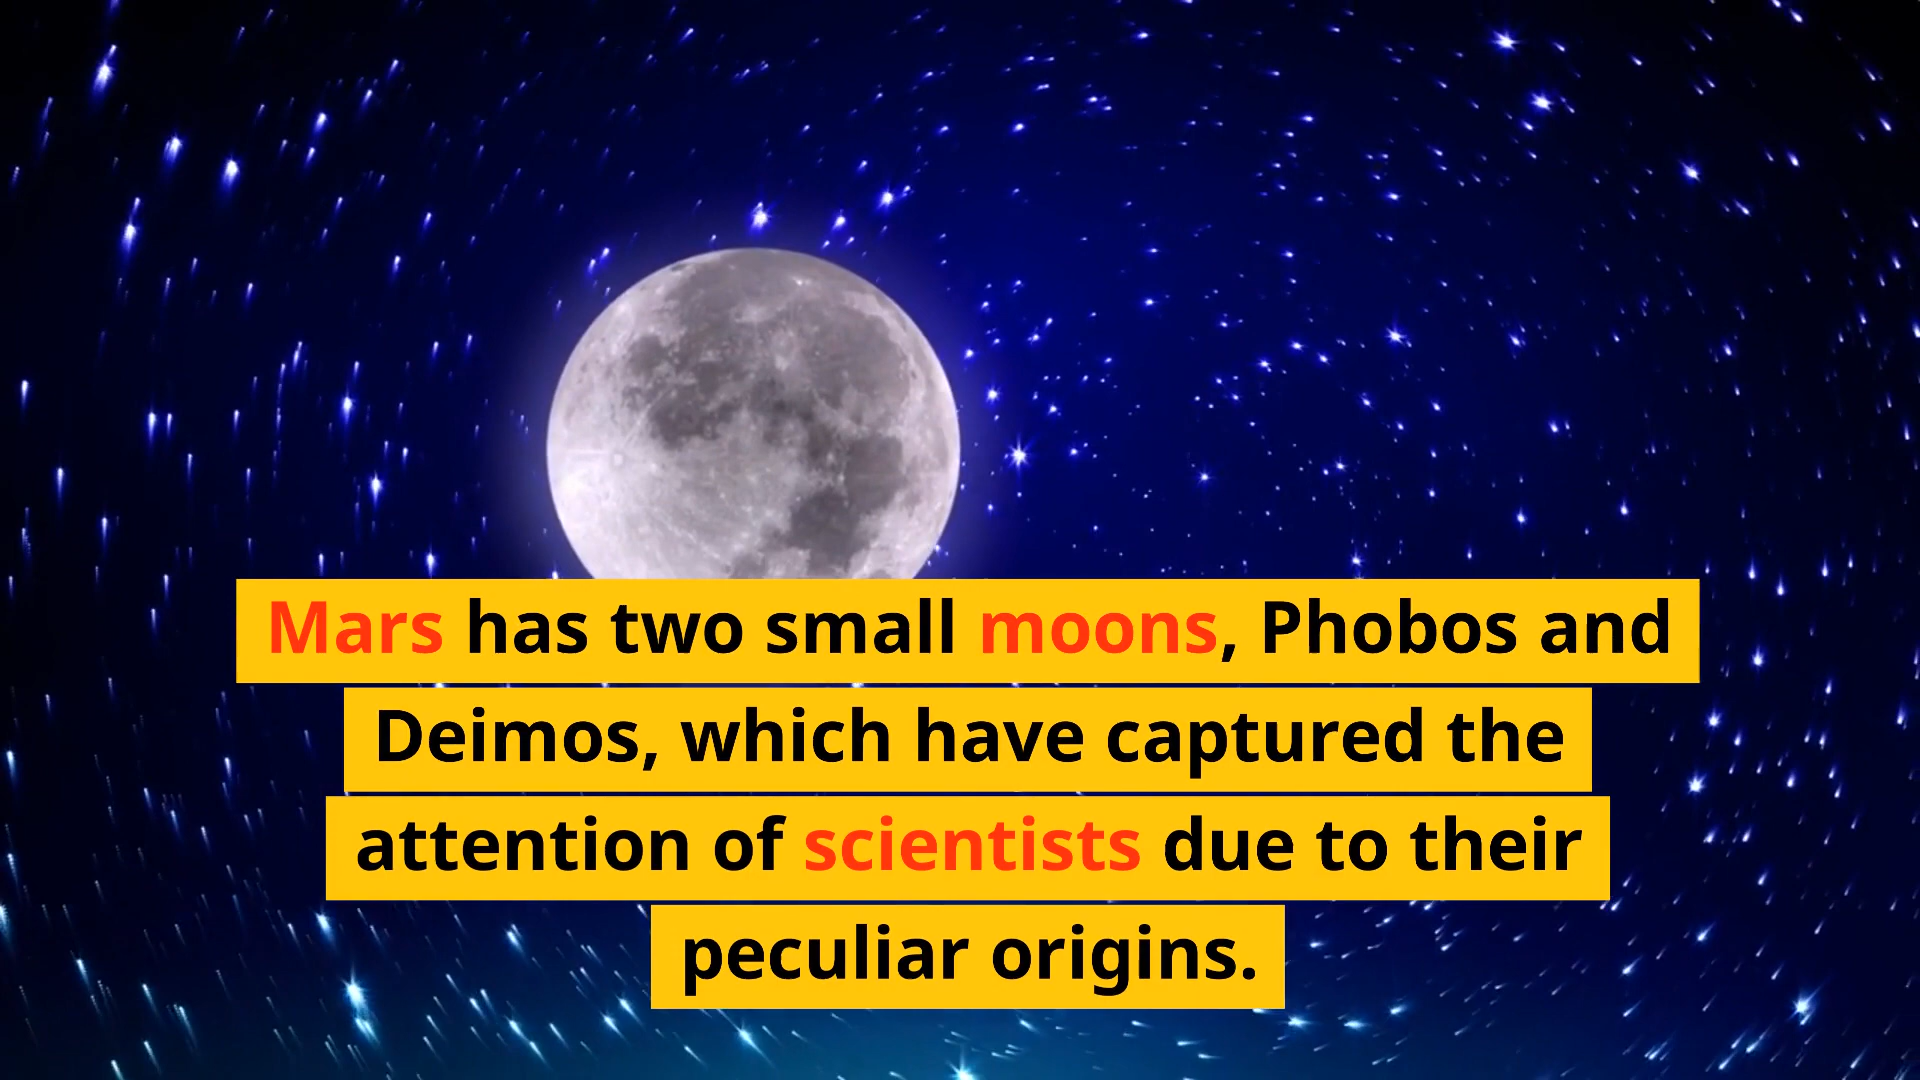 Mars has two small moons, Phobos and
Deimos, which have captured the
attention of scientists due to their
peculiar origins.